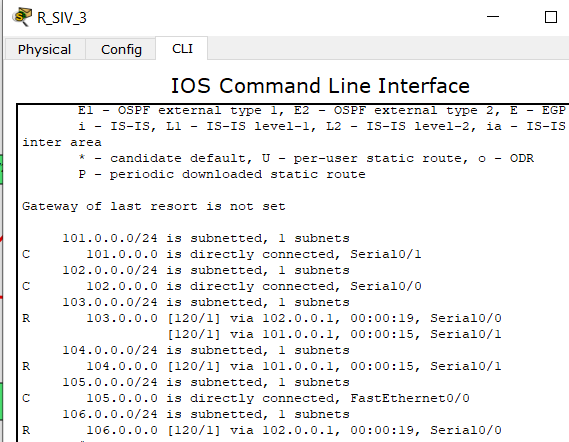 R_SIV_3
Physical Config CLI
IOS Command Line Interface
E1 - OSPF external type 1, E2 - OSPF external type 2, E - EGP
i - IS-IS, L1 - IS-IS level-1, L2 - IS-IS level-2, ia - IS-IS
inter area
* - candidate default, U - per-user static route, o - ODR
P - periodic downloaded static route
Gateway of last resort is not set
101.0.0.0/24 is subnetted, 1 subnets
C 101.0.0.0 is directly connected, Serial0/1
102.0.0.0/24 is subnetted, 1 subnets
C 102.0.0.0 is directly connected, Serial0/0
103.0.0.0/24 is subnetted, 1 subnets
R 103.0.0.0 [120/1] via 102.0.0.1, 00:00:19, Serial0/0
[120/1] via 101.0.0.1, 00:00:15, Serial0/1
104.0.0.0/24 is subnetted, 1 subnets
R 104.0.0.0 [120/1] via 101.0.0.1, 00:00:15, Serial0/1
105.0.0.0/24 is subnetted, 1 subnets
C 105.0.0.0 is directly connected, FastEthernet0/0
106.0.0.0/24 is subnetted, 1 subnets
R 106.0.0.0 [120/1] via 102.0.0.1, 00:00:19, Serial0/0